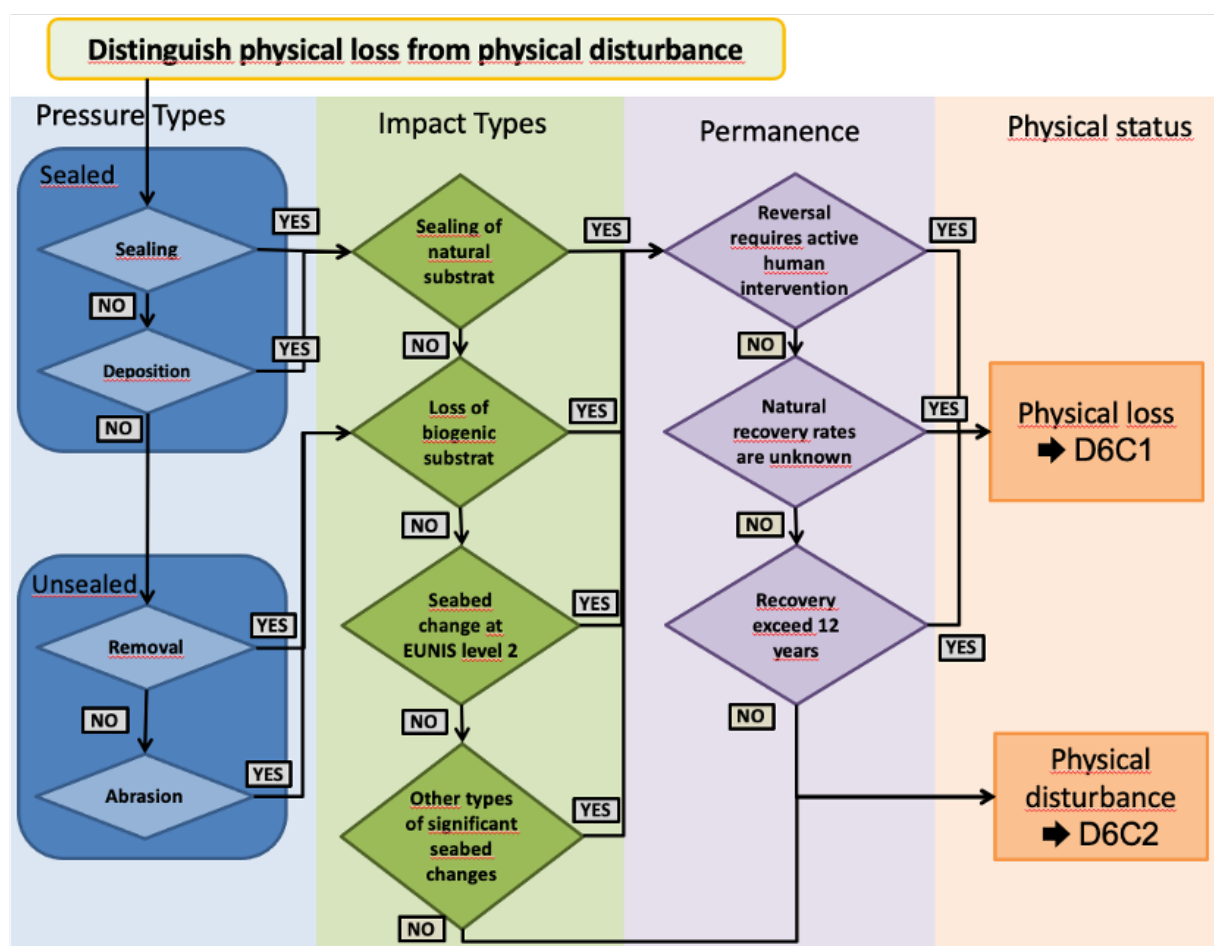 Distinguish physical loss from physical disturbance
Pressure Types
Impact Types
Permanence
Physical status
Sealed
Sealing
YES
NO
Deposition
YES
NO
Unsealed
Removal
YES
NO
Abrasion
YES
Sealing of
natural
substrat
YES
NO
Loss of
biogenic
substrat
YES
NO
Seabed
change at
EUNIS level 2
YES
NO
Other types
of significant
seabed
changes
YES
NO
Reversal
requires active
human
intervention
YES
NO
Natural
recovery rates
are unknown
YES
NO
Recovery
exceed 12
years
YES
NO
Physical loss
🡆 D6C1
Physical
disturbance
🡆 D6C2